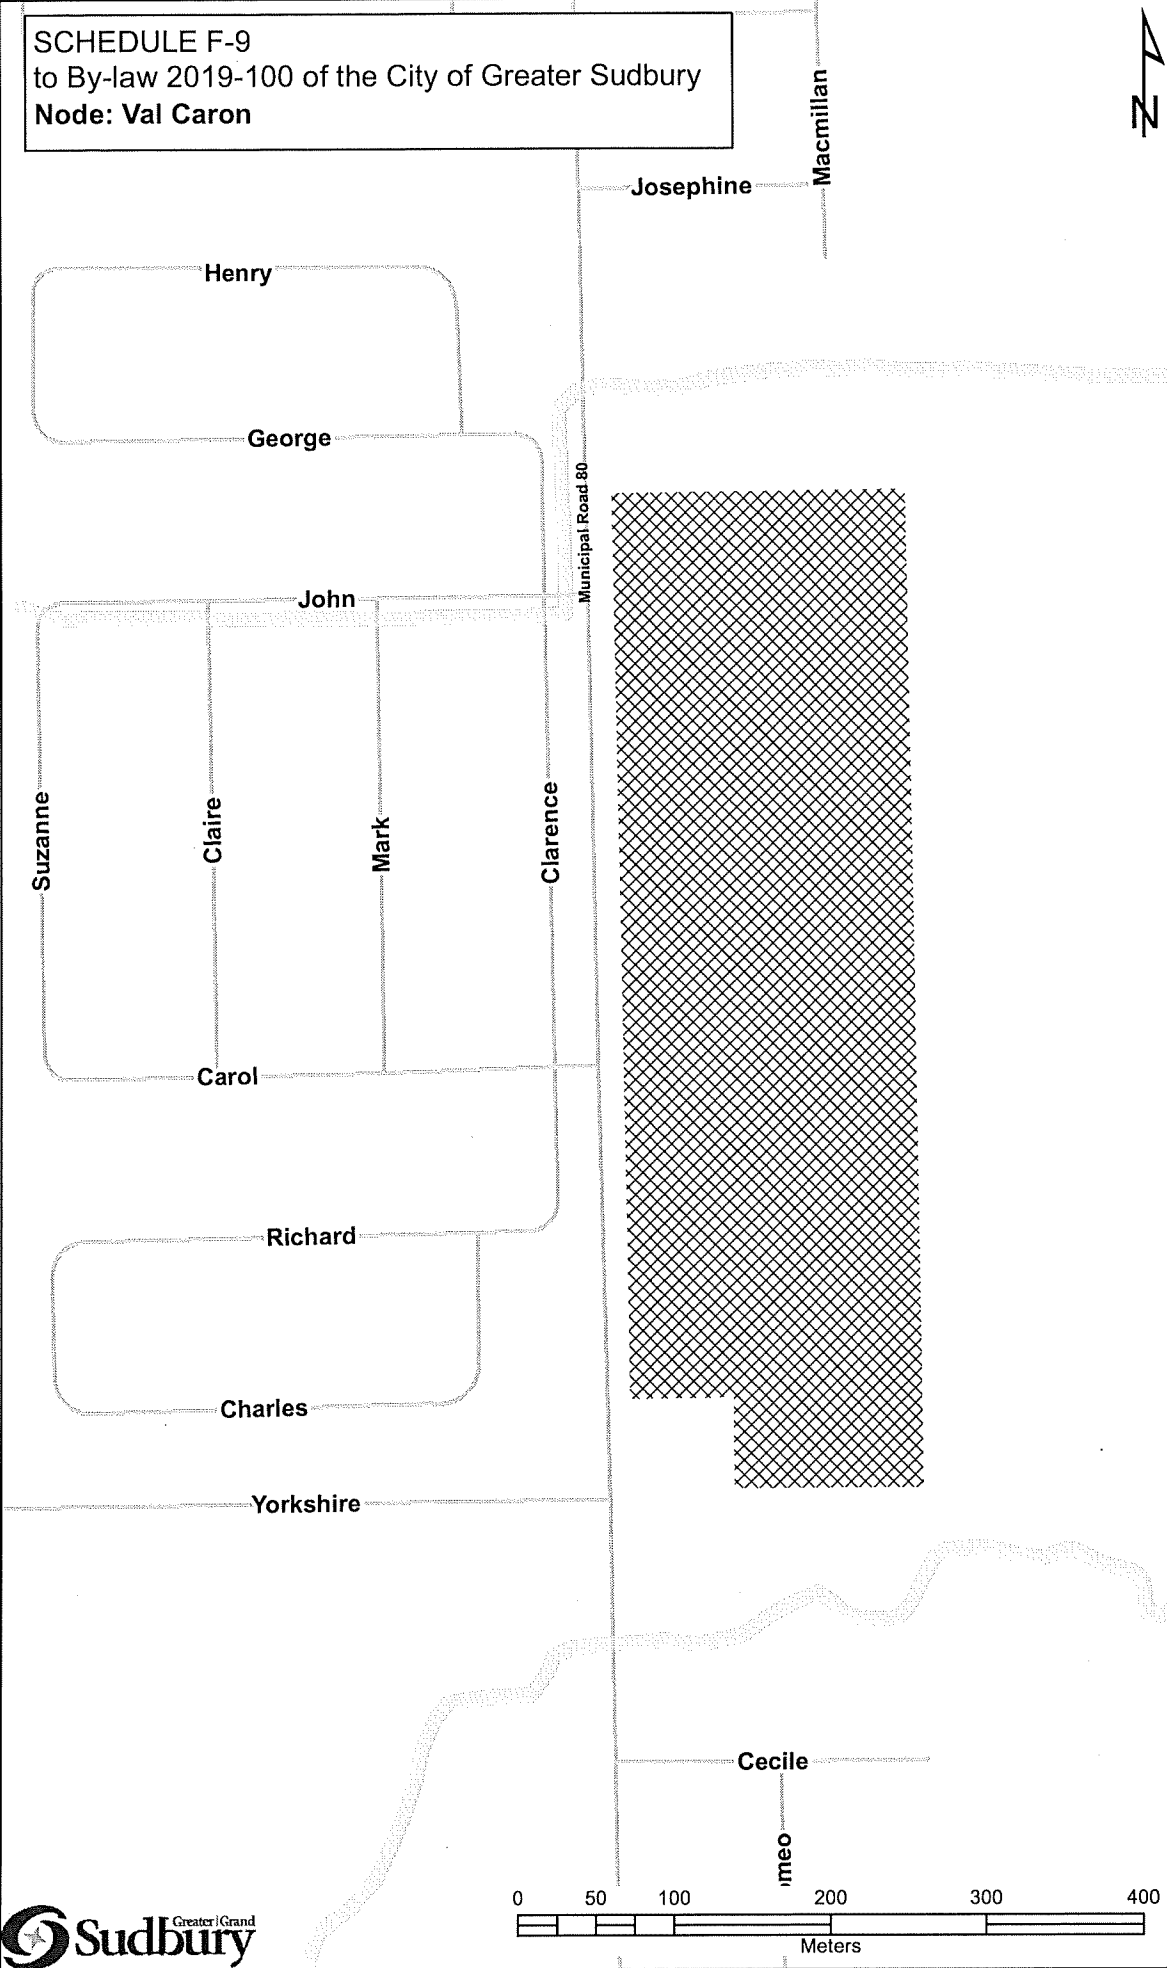 SCHEDULE F-9
to By-law 2019-100 of the City of Greater Sudbury
Node: Val Caron
N
Macmillan
Josephine
Henry
George
Municipal Road 80
John
Suzanne
Claire
Mark
Clarence
Carol
Richard
Charles
Yorkshire
Cecile
meo
0 50 100 200 300 400
Meters
Greater Grand
Sudbury